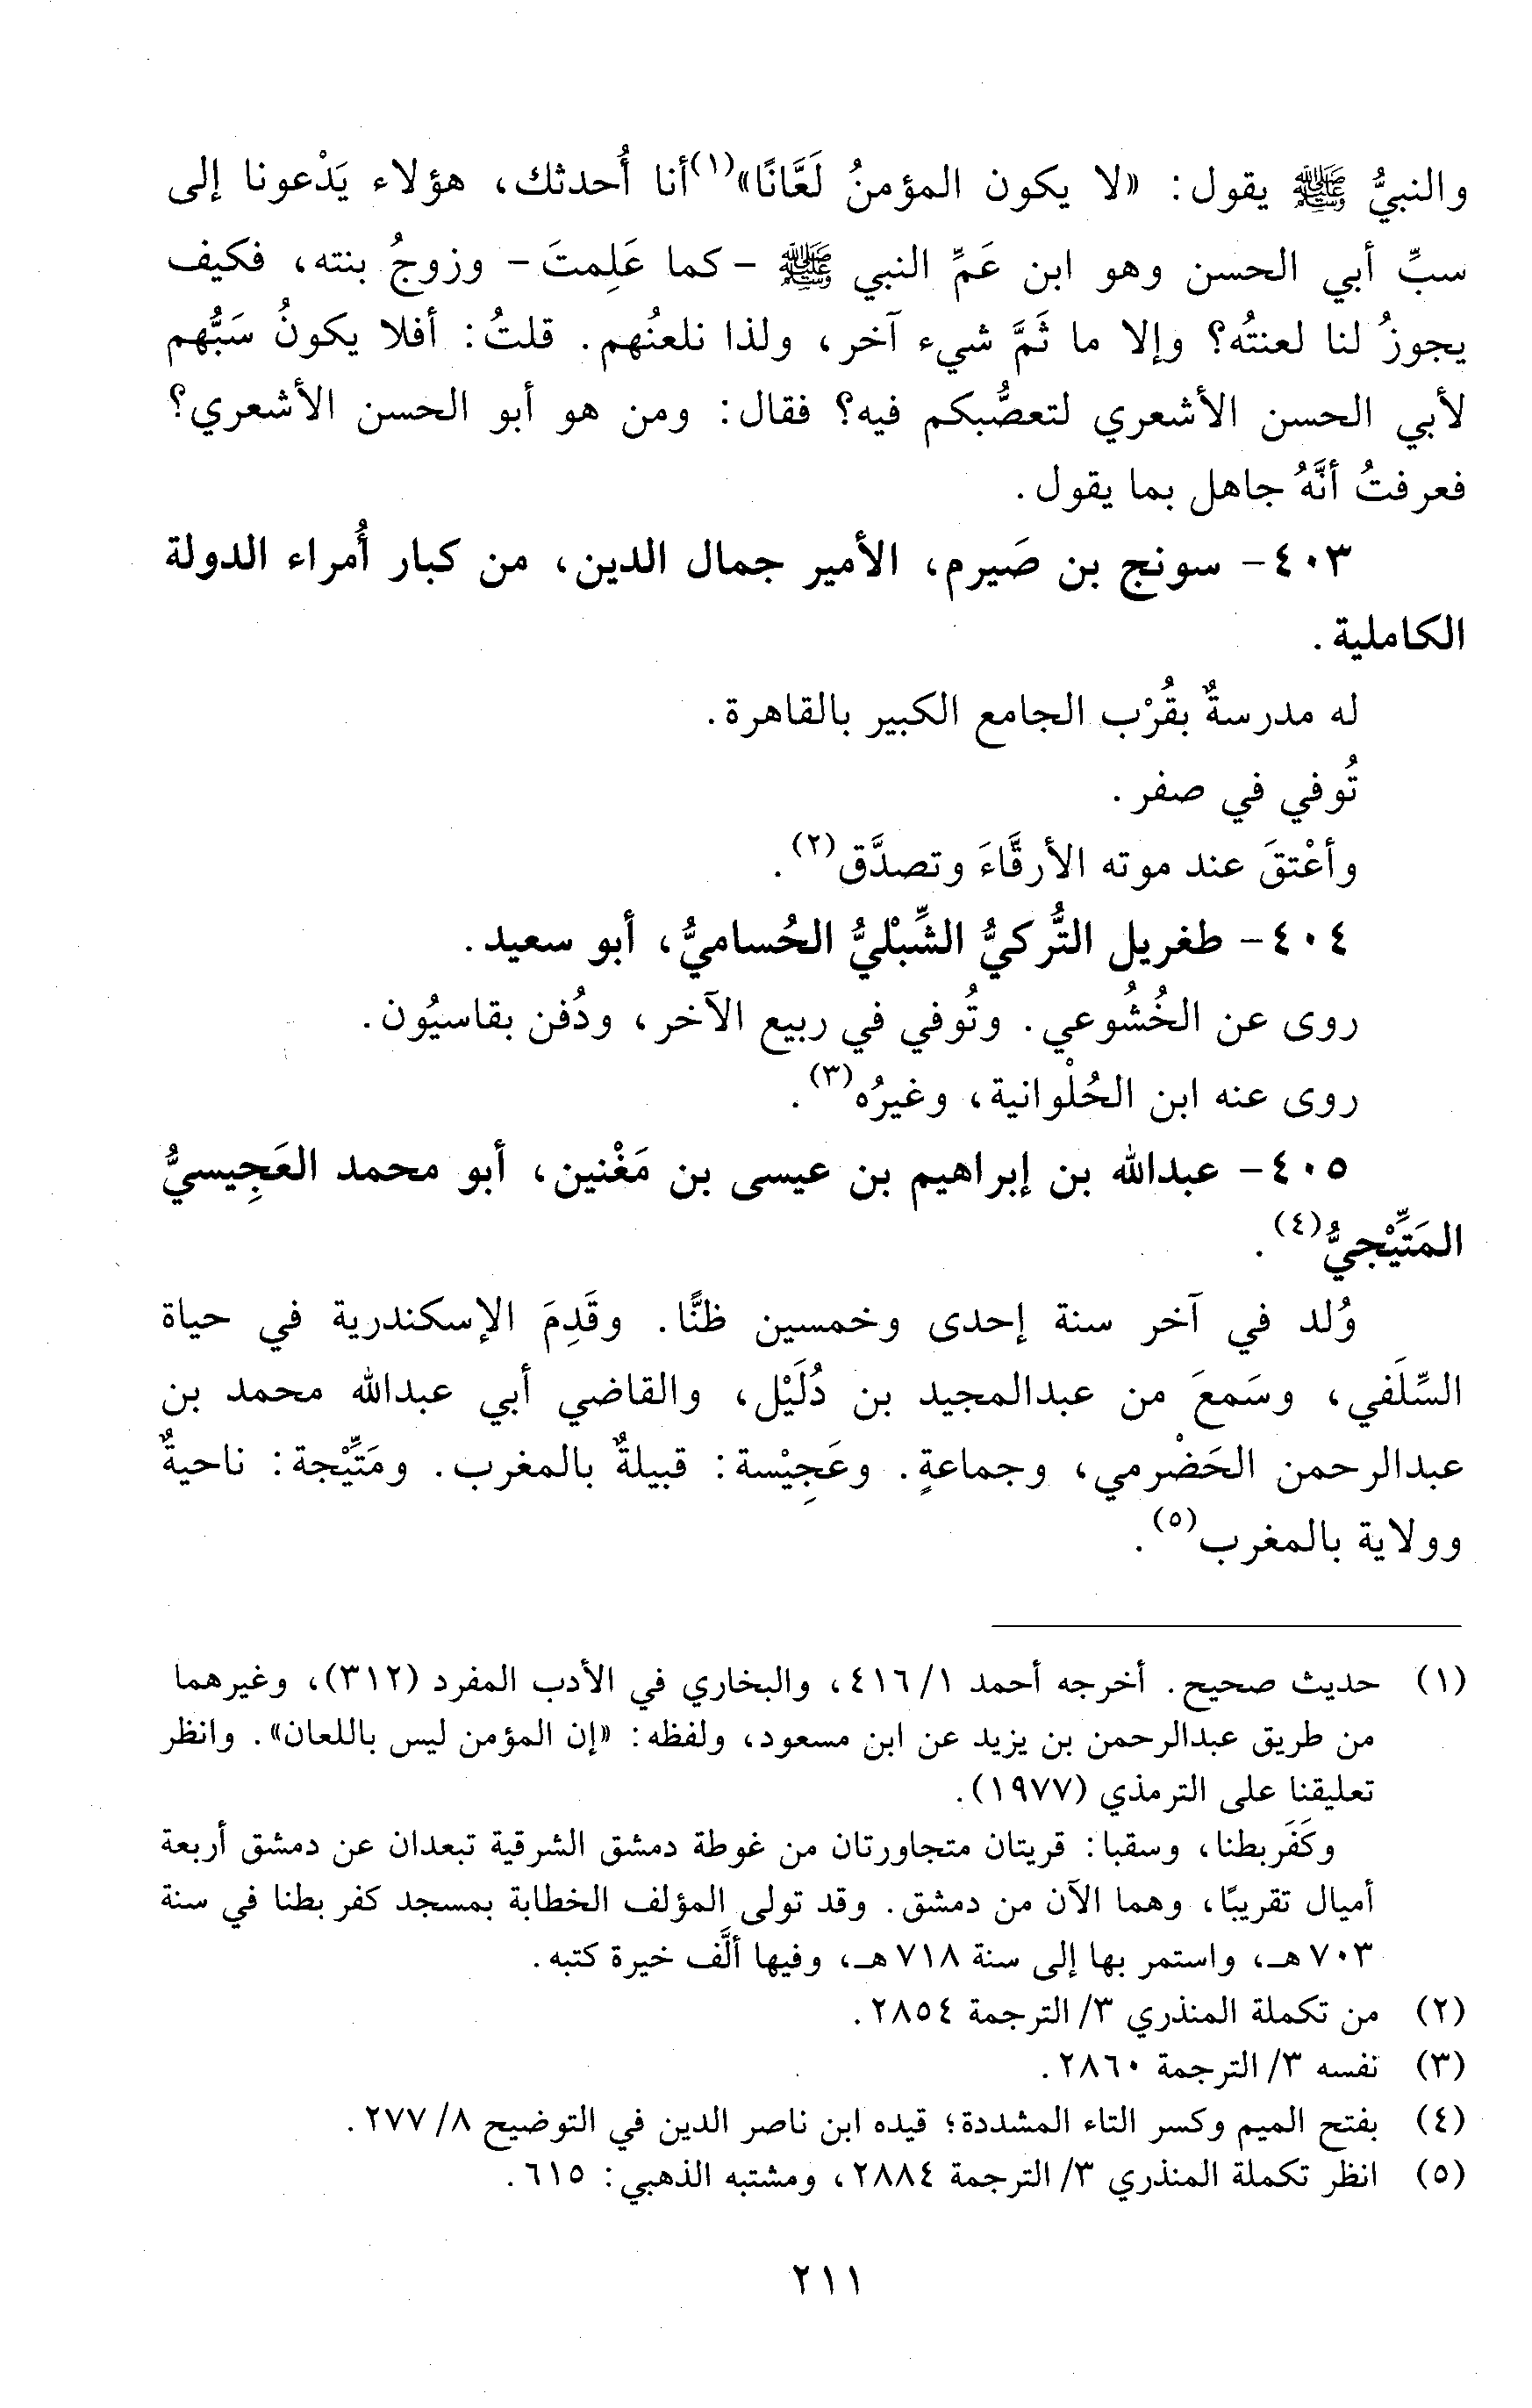 والنبيُّ ﷺ يقول: «لا يكون المؤمنُ لَعَّانًا»(١)أنا أُحدثك، هؤلاء يَدْعونا إلى
سبِّ أبي الحسن وهو ابن عَمِّ النبي ﷺ - كما عَلِمتَ - وزوجُ بنته، فكيف
يجوزُ لنا لعنتُه؟ وإلا ما ثَمَّ شيء آخر، ولذا نلعنُهم. قلتُ: أفلا يكونُ سَبُّهم
لأبي الحسن الأشعري لتعصُّبكم فيه؟ فقال: ومن هو أبو الحسن الأشعري؟
فعرفتُ أنَّهُ جاهل بما يقول.
٤٠٣- سونج بن صَيرم، الأمير جمال الدين، من كبار أُمراء الدولة
الكاملية.
له مدرسةٌ بقُرْب الجامع الكبير بالقاهرة.
تُوفي في صفر.
وأعْتقَ عند موته الأرقَّاءَ وتصدَّق(٢).
٤٠٤- طغريل التُّركيُّ الشِّبْليُّ الحُساميُّ، أبو سعيد.
روى عن الخُشُوعي. وتُوفي في ربيع الآخر، ودُفن بقاسيُون.
روى عنه ابن الحُلْوانية، وغيرُه(٣).
٤٠٥- عبدالله بن إبراهيم بن عيسى بن مَغْنين، أبو محمد العَجِيسيُّ
المَتِّيْجيُّ(٤).
وُلد في آخر سنة إحدى وخمسين ظنًّا. وقَدِمَ الإسكندرية في حياة
السِّلَفي، وسَمعَ من عبدالمجيد بن دُلَيْل، والقاضي أبي عبدالله محمد بن
عبدالرحمن الحَضْرمي، وجماعةٍ. وعَجِيْسة: قبيلةٌ بالمغرب. ومَتِّيْجة: ناحيةٌ
وولاية بالمغرب(٥).
(١) حديث صحيح. أخرجه أحمد ١/ ٤١٦، والبخاري في الأدب المفرد (٣١٢)، وغيرهما
من طريق عبدالرحمن بن يزيد عن ابن مسعود، ولفظه: «إن المؤمن ليس باللعان». وانظر
تعليقنا على الترمذي (١٩٧٧).
وكَفَربطنا، وسقبا: قريتان متجاورتان من غوطة دمشق الشرقية تبعدان عن دمشق أربعة
أميال تقريبًا، وهما الآن من دمشق. وقد تولى المؤلف الخطابة بمسجد كفر بطنا في سنة
٧٠٣هـ، واستمر بها إلى سنة ٧١٨هـ، وفيها ألَّف خيرة كتبه.
(٢) من تكملة المنذري ٣/ الترجمة ٢٨٥٤.
(٣) نفسه ٣/ الترجمة ٢٨٦٠.
(٤) بفتح الميم وكسر التاء المشددة؛ قيده ابن ناصر الدين في التوضيح ٨/ ٢٧٧.
(٥) انظر تكملة المنذري ٣/ الترجمة ٢٨٨٤، ومشتبه الذهبي: ٦١٥.
٢١١